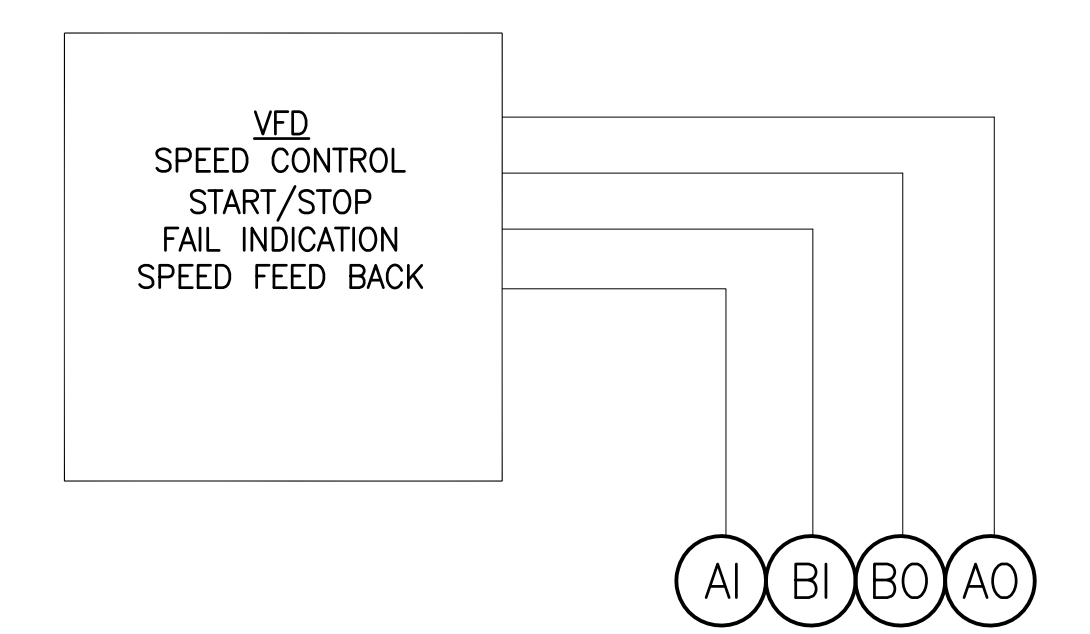 VFD
SPEED CONTROL
START/STOP
FAIL INDICATION
SPEED FEED BACK
AI BI BO AO